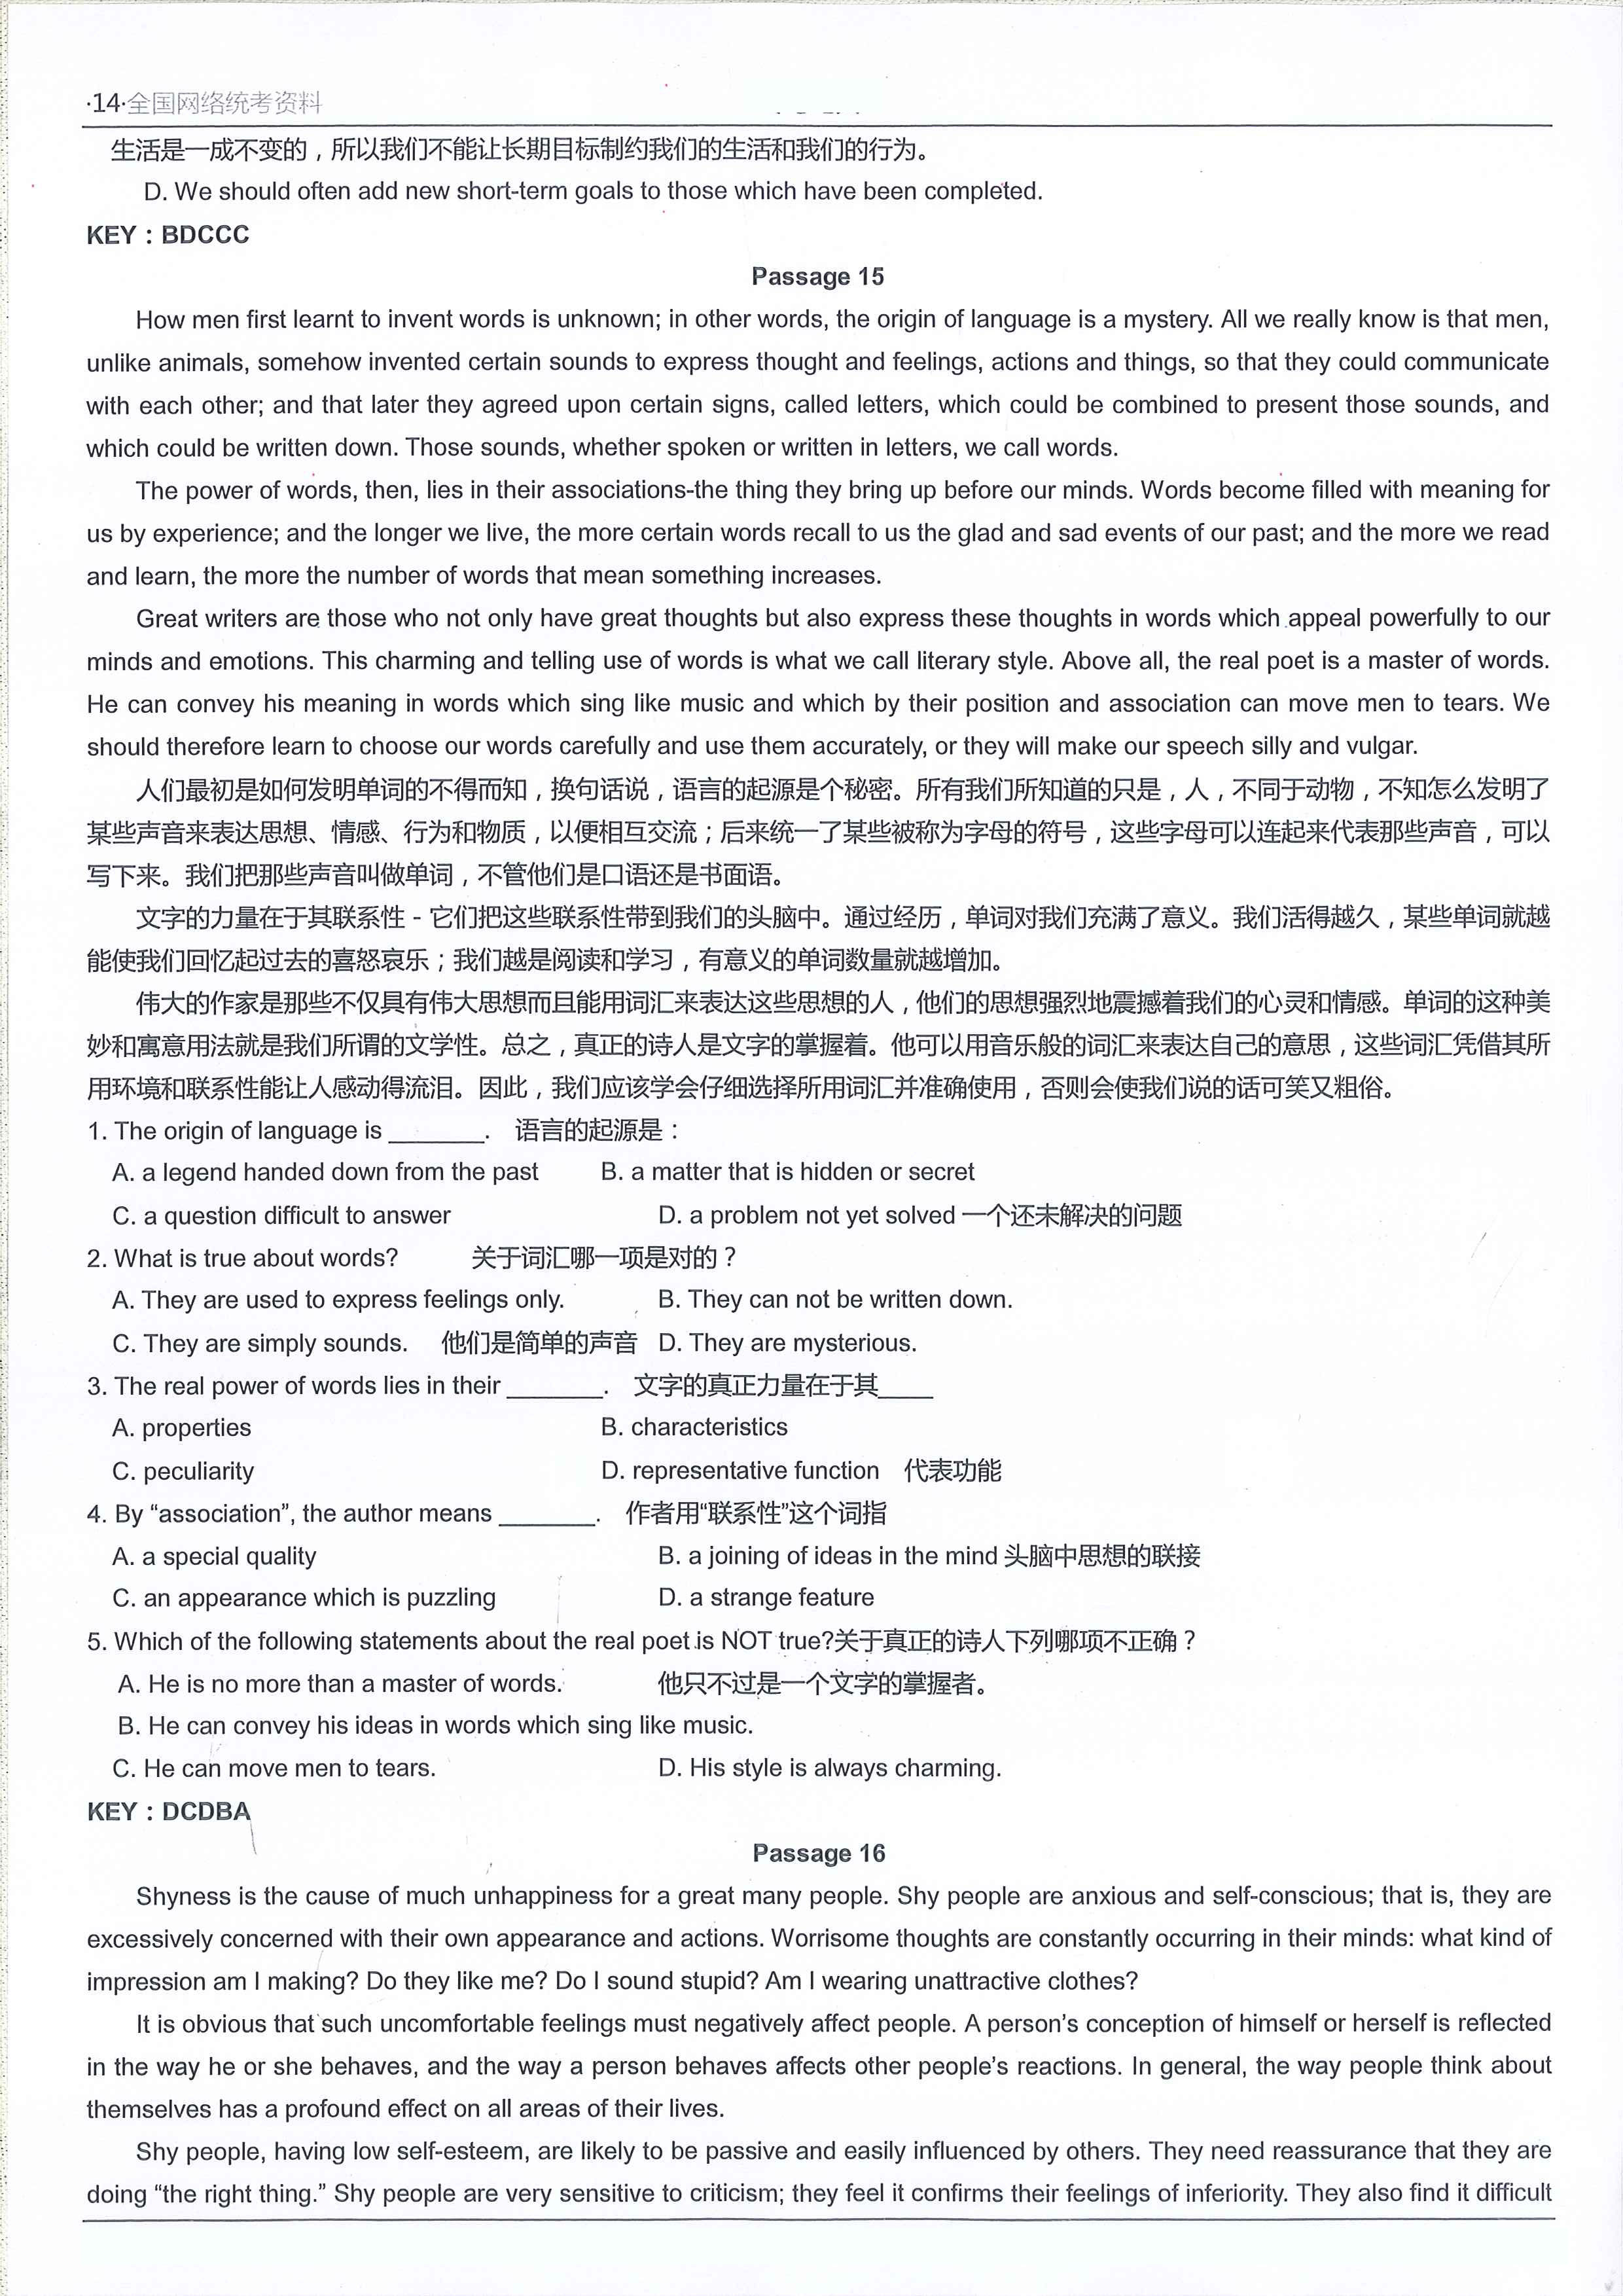 ·14·全国网络统考资料
生活是一成不变的，所以我们不能让长期目标制约我们的生活和我们的行为。
D. We should often add new short-term goals to those which have been completed.
KEY：BDCCC
Passage 15
How men first learnt to invent words is unknown; in other words, the origin of language is a mystery. All we really know is that men,
unlike animals, somehow invented certain sounds to express thought and feelings, actions and things, so that they could communicate
with each other; and that later they agreed upon certain signs, called letters, which could be combined to present those sounds, and
which could be written down. Those sounds, whether spoken or written in letters, we call words.
The power of words, then, lies in their associations-the thing they bring up before our minds. Words become filled with meaning for
us by experience; and the longer we live, the more certain words recall to us the glad and sad events of our past; and the more we read
and learn, the more the number of words that mean something increases.
Great writers are those who not only have great thoughts but also express these thoughts in words which appeal powerfully to our
minds and emotions. This charming and telling use of words is what we call literary style. Above all, the real poet is a master of words.
He can convey his meaning in words which sing like music and which by their position and association can move men to tears. We
should therefore learn to choose our words carefully and use them accurately, or they will make our speech silly and vulgar.
人们最初是如何发明单词的不得而知，换句话说，语言的起源是个秘密。所有我们所知道的只是，人，不同于动物，不知怎么发明了
某些声音来表达思想、情感、行为和物质，以便相互交流；后来统一了某些被称为字母的符号，这些字母可以连起来代表那些声音，可以
写下来。我们把那些声音叫做单词，不管他们是口语还是书面语。
文字的力量在于其联系性 - 它们把这些联系性带到我们的头脑中。通过经历，单词对我们充满了意义。我们活得越久，某些单词就越
能使我们回忆起过去的喜怒哀乐；我们越是阅读和学习，有意义的单词数量就越增加。
伟大的作家是那些不仅具有伟大思想而且能用词汇来表达这些思想的人，他们的思想强烈地震撼着我们的心灵和情感。单词的这种美
妙和寓意用法就是我们所谓的文学性。总之，真正的诗人是文字的掌握着。他可以用音乐般的词汇来表达自己的意思，这些词汇凭借其所
用环境和联系性能让人感动得流泪。因此，我们应该学会仔细选择所用词汇并准确使用，否则会使我们说的话可笑又粗俗。
1. The origin of language is _______. 语言的起源是：
A. a legend handed down from the past B. a matter that is hidden or secret
C. a question difficult to answer D. a problem not yet solved 一个还未解决的问题
2. What is true about words? 关于词汇哪一项是对的？
A. They are used to express feelings only. B. They can not be written down.
C. They are simply sounds. 他们是简单的声音 D. They are mysterious.
3. The real power of words lies in their _______. 文字的真正力量在于其____
A. properties B. characteristics
C. peculiarity D. representative function 代表功能
4. By “association”, the author means _______. 作者用“联系性”这个词指
A. a special quality B. a joining of ideas in the mind 头脑中思想的联接
C. an appearance which is puzzling D. a strange feature
5. Which of the following statements about the real poet is NOT true?关于真正的诗人下列哪项不正确？
A. He is no more than a master of words. 他只不过是一个文字的掌握者。
B. He can convey his ideas in words which sing like music.
C. He can move men to tears. D. His style is always charming.
KEY：DCDBA
Passage 16
Shyness is the cause of much unhappiness for a great many people. Shy people are anxious and self-conscious; that is, they are
excessively concerned with their own appearance and actions. Worrisome thoughts are constantly occurring in their minds: what kind of
impression am I making? Do they like me? Do I sound stupid? Am I wearing unattractive clothes?
It is obvious that such uncomfortable feelings must negatively affect people. A person’s conception of himself or herself is reflected
in the way he or she behaves, and the way a person behaves affects other people’s reactions. In general, the way people think about
themselves has a profound effect on all areas of their lives.
Shy people, having low self-esteem, are likely to be passive and easily influenced by others. They need reassurance that they are
doing “the right thing.” Shy people are very sensitive to criticism; they feel it confirms their feelings of inferiority. They also find it difficult